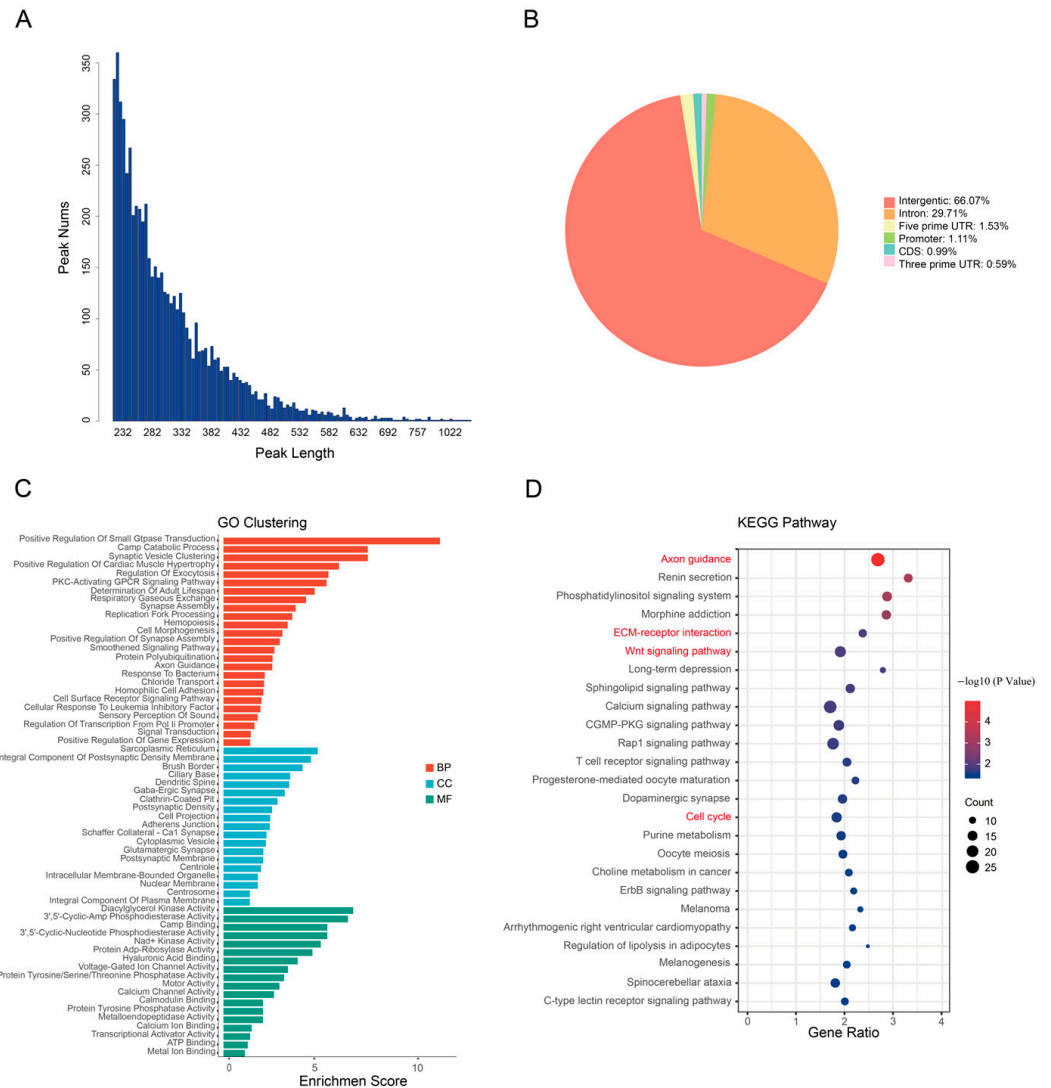 A
B
350
300
250
200
150
100
50
0
Peak Nums
232 282 332 382 432 482 532 582 632 692 757 1022
Peak Length
Intergentic: 66.07%
Intron: 29.71%
Five prime UTR: 1.53%
Promoter: 1.11%
CDS: 0.99%
Three prime UTR: 0.59%
C
GO Clustering
Positive Regulation Of Small Gtpase Transduction
Camp Catabolic Process
Synaptic Vesicle Clustering
Positive Regulation Of Cardiac Muscle Hypertrophy
Regulation Of Exocytosis
PKC-Activating GPCR Signaling Pathway
Determination Of Adult Lifespan
Respiratory Gaseous Exchange
Synapse Assembly
Replication Fork Processing
Hemopoiesis
Cell Morphogenesis
Positive Regulation Of Synapse Assembly
Smoothened Signaling Pathway
Protein Polyubiquitination
Axon Guidance
Response To Bacterium
Chloride Transport
Homophilic Cell Adhesion
Cell Surface Receptor Signaling Pathway
Cellular Response To Leukemia Inhibitory Factor
Sensory Perception Of Sound
Regulation Of Transcription From Pol Ii Promoter
Signal Transduction
Positive Regulation Of Gene Expression
Sarcoplasmic Reticulum
ntegral Component Of Postsynaptic Density Membrane
Brush Border
Ciliary Base
Dendritic Spine
Gaba-Ergic Synapse
Clathrin-Coated Pit
Postsynaptic Density
Cell Projection
Adherens Junction
Schaffer Collateral - Ca1 Synapse
Cytoplasmic Vesicle
Glutamatergic Synapse
Postsynaptic Membrane
Centriole
Intracellular Membrane-Bounded Organelle
Nuclear Membrane
Centrosome
Integral Component Of Plasma Membrane
Diacylglycerol Kinase Activity
3',5'-Cyclic-Amp Phosphodiesterase Activity
Camp Binding
3',5'-Cyclic-Nucleotide Phosphodiesterase Activity
Nad+ Kinase Activity
Protein Adp-Ribosylase Activity
Hyaluronic Acid Binding
Voltage-Gated Ion Channel Activity
Protein Tyrosine/Serine/Threonine Phosphatase Activity
Motor Activity
Calcium Channel Activity
Calmodulin Binding
Protein Tyrosine Phosphatase Activity
Metalloendopeptidase Activity
Calcium Ion Binding
Transcriptional Activator Activity
ATP Binding
Metal Ion Binding
0 5 10
Enrichmen Score
BP
CC
MF
D
KEGG Pathway
Axon guidance
Renin secretion
Phosphatidylinositol signaling system
Morphine addiction
ECM-receptor interaction
Wnt signaling pathway
Long-term depression
Sphingolipid signaling pathway
Calcium signaling pathway
CGMP-PKG signaling pathway
Rap1 signaling pathway
T cell receptor signaling pathway
Progesterone-mediated oocyte maturation
Dopaminergic synapse
Cell cycle
Purine metabolism
Oocyte meiosis
Choline metabolism in cancer
ErbB signaling pathway
Melanoma
Arrhythmogenic right ventricular cardiomyopathy
Regulation of lipolysis in adipocytes
Melanogenesis
Spinocerebellar ataxia
C-type lectin receptor signaling pathway
0 1 2 3 4
Gene Ratio
−log10 (P Value)
4
3
2
Count
10
15
20
25